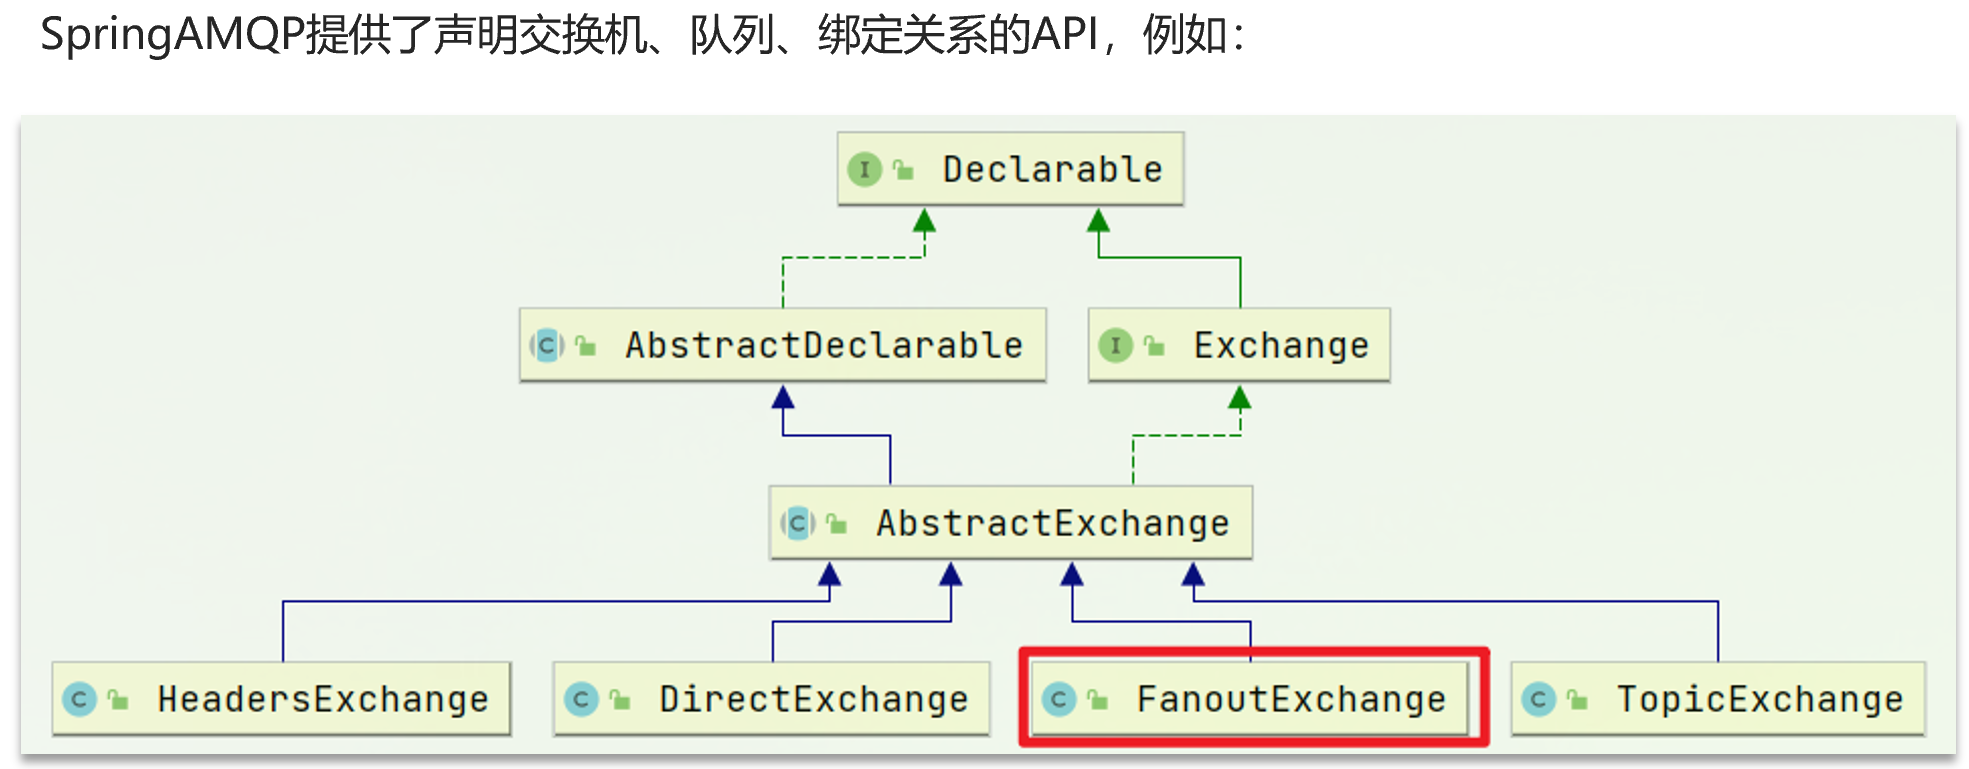 SpringAMQP提供了声明交换机、队列、绑定关系的API，例如：
I Declarable
C AbstractDeclarable
I Exchange
C AbstractExchange
C HeadersExchange
C DirectExchange
C FanoutExchange
C TopicExchange